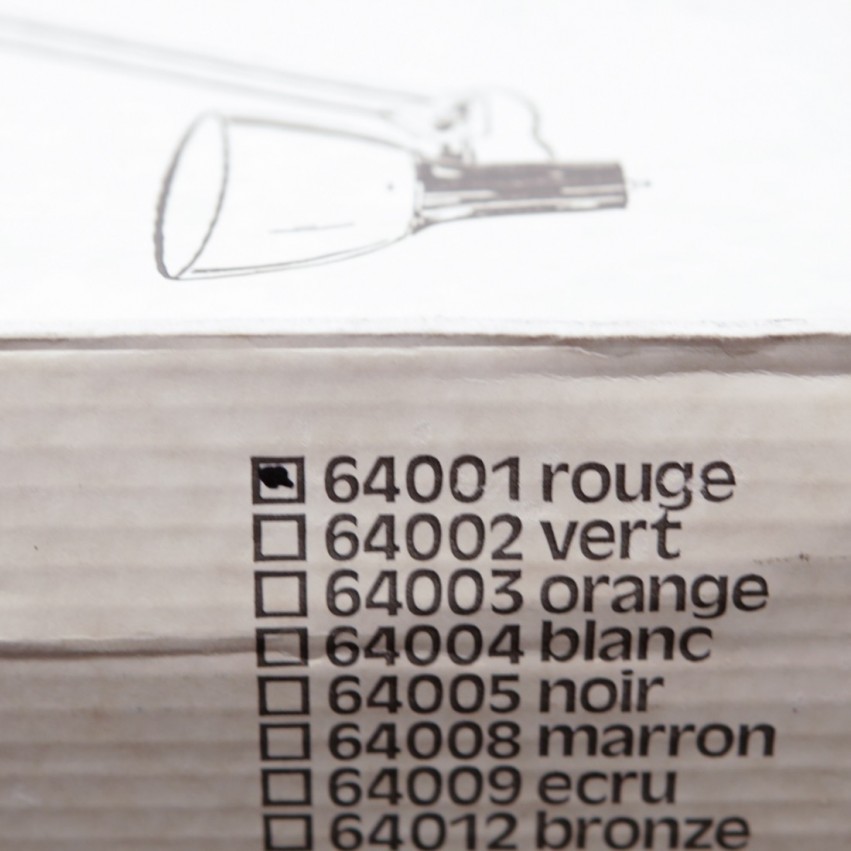 64001 rouge
64002 vert
64003 orange
64004 blanc
64005 noir
64008 marron
64009 ecru
64012 bronze